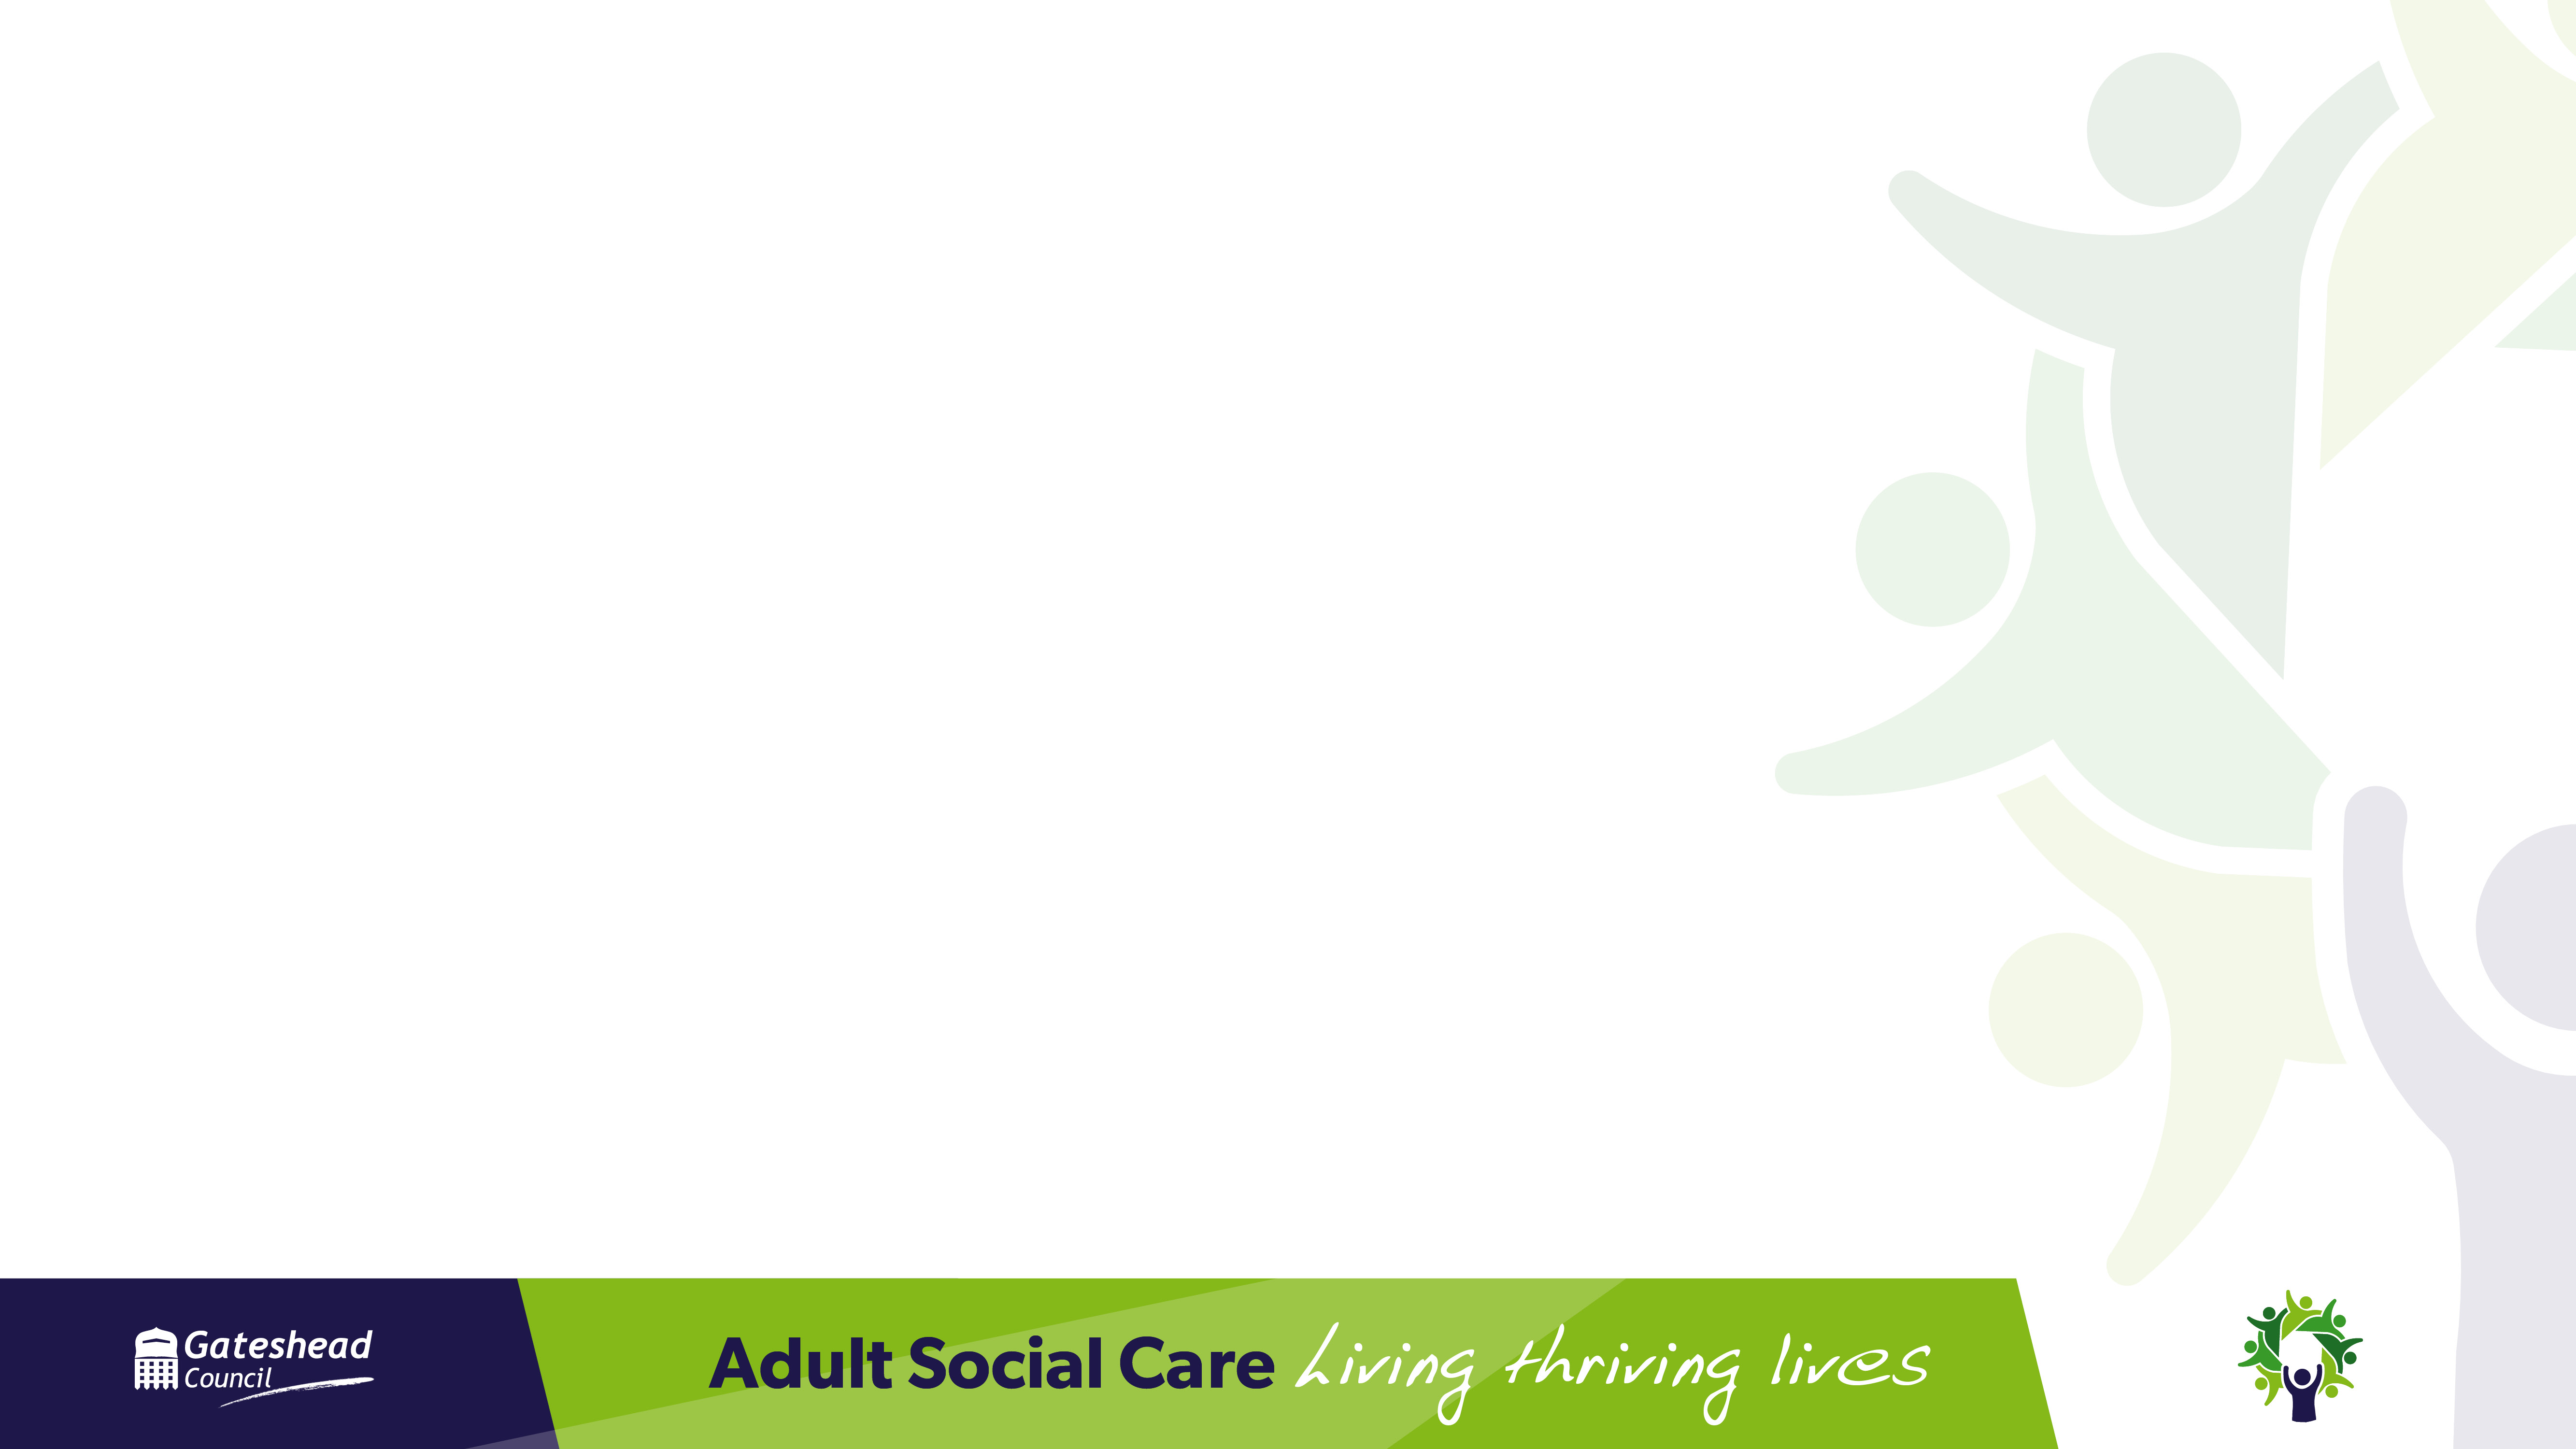 Gateshead
Council
Adult Social Care Living thriving lives